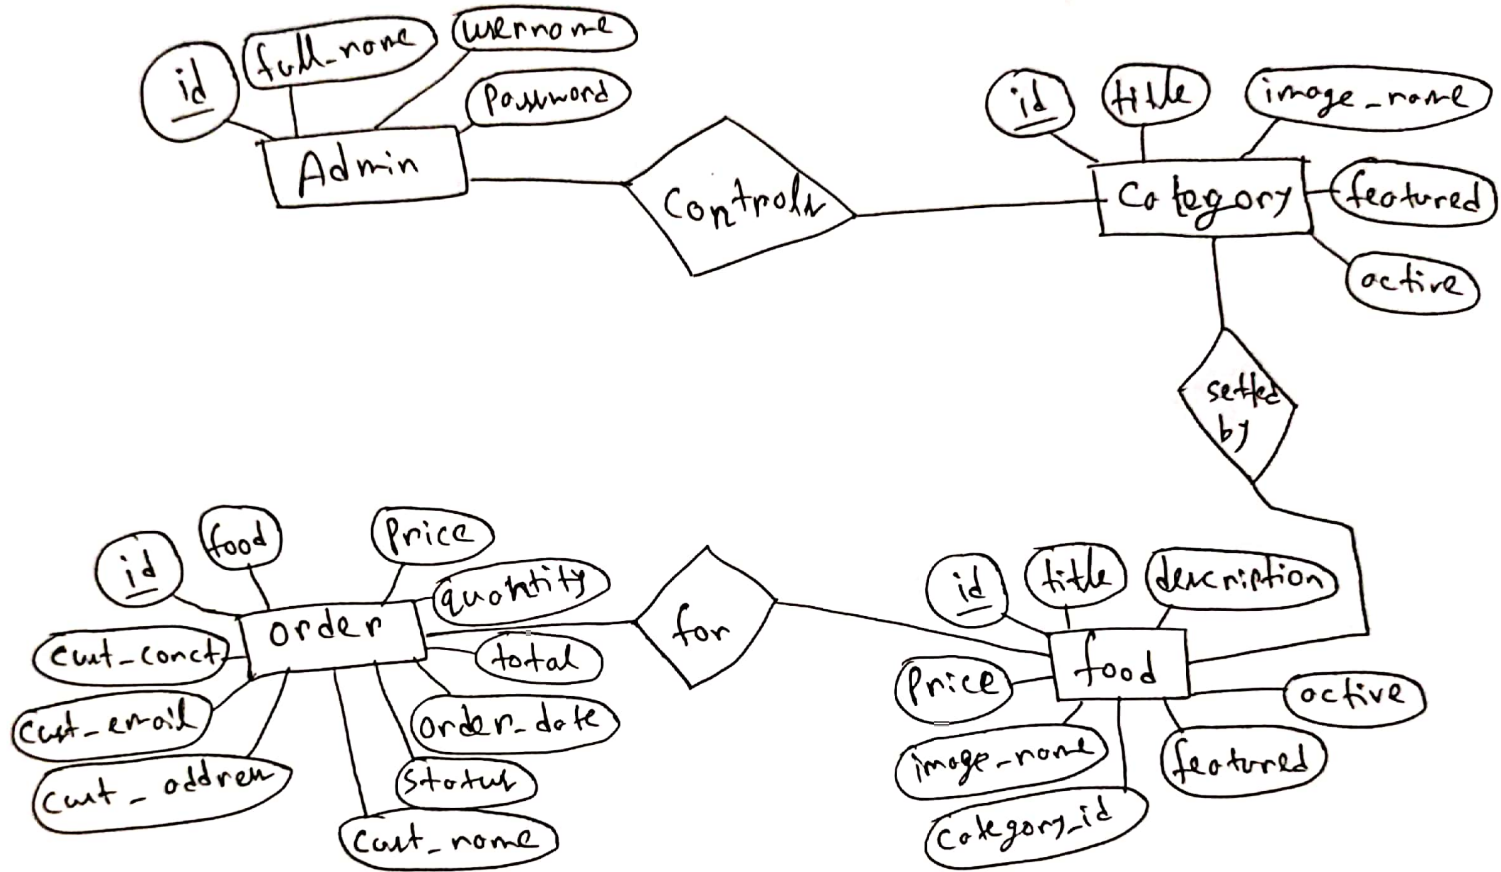 id
full_name
username
password
Admin
Controls
id
title
image_name
Category
featured
active
setted
by
id
food
Price
quantity
order
total
cust_conct
cust_email
cust_address
order_date
status
cust_name
for
id
title
description
food
Price
image_name
category_id
active
featured